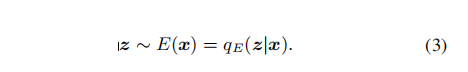 z ∼ E(x) = q_E(z|x). (3)